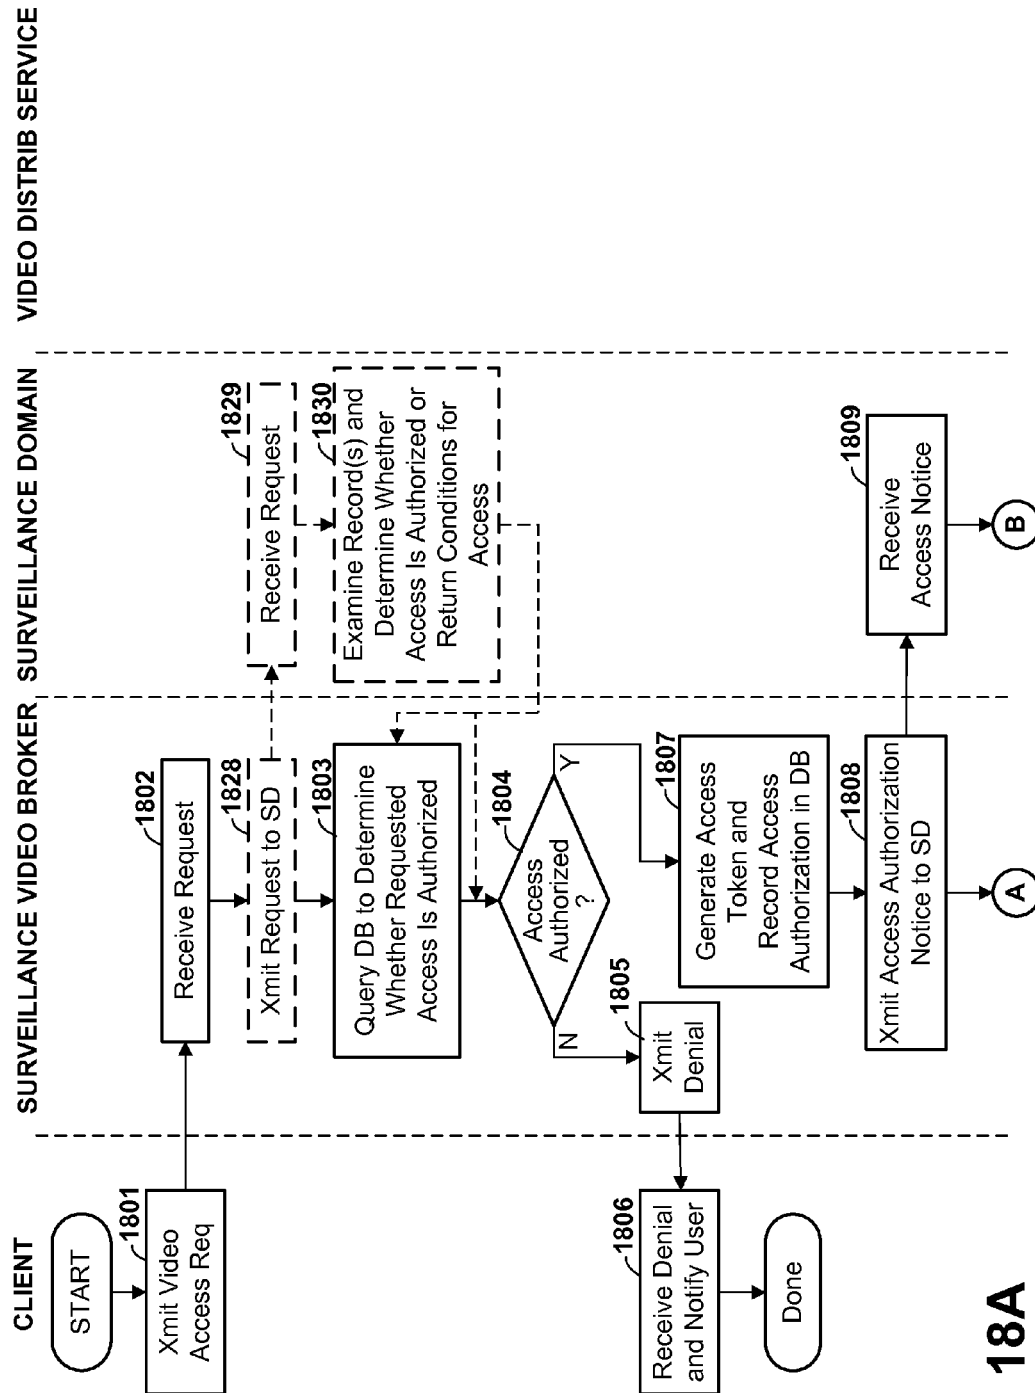 CLIENT
SURVEILLANCE VIDEO BROKER
SURVEILLANCE DOMAIN
VIDEO DISTRIB SERVICE
START
1801
Xmit Video
Access Req
1802
Receive Request
1828
Xmit Request to SD
1829
Receive Request
1830
Examine Record(s) and
Determine Whether
Access Is Authorized or
Return Conditions for
Access
1803
Query DB to Determine
Whether Requested
Access Is Authorized
1804
Access
Authorized
?
N
Y
1805
Xmit
Denial
1806
Receive Denial
and Notify User
Done
1807
Generate Access
Token and
Record Access
Authorization in DB
1808
Xmit Access Authorization
Notice to SD
1809
Receive
Access Notice
A
B
18A